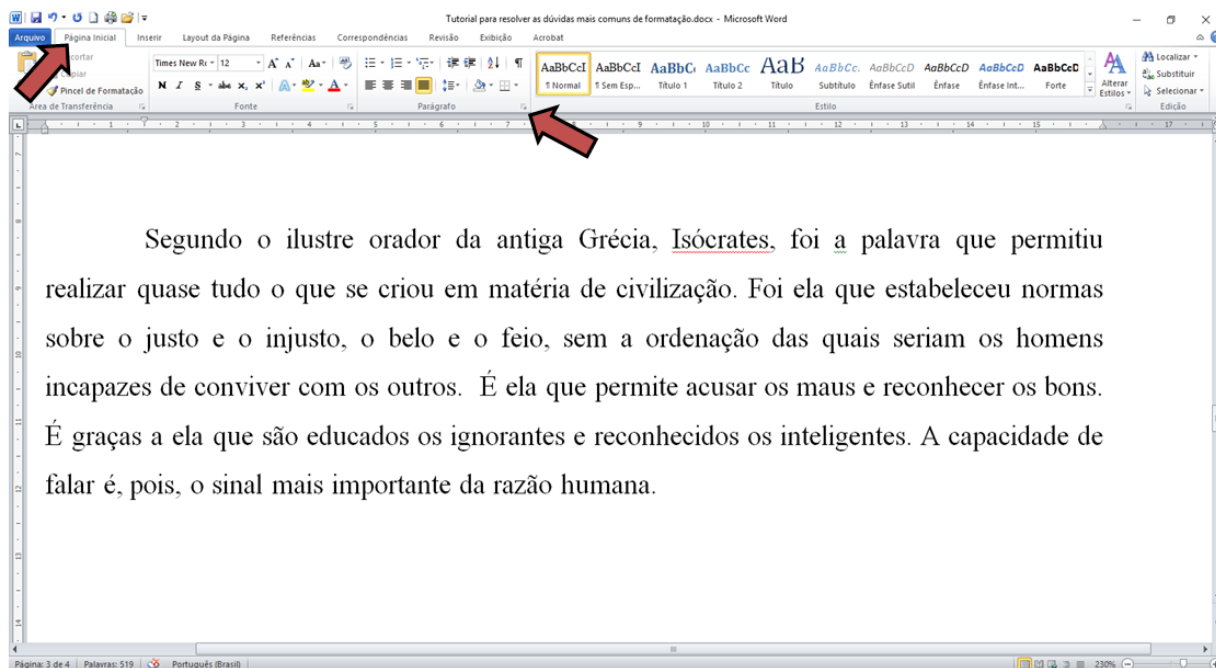 Tutorial para resolver as dúvidas mais comuns de formatação.docx - Microsoft Word
Arquivo Página Inicial Inserir Layout da Página Referências Correspondências Revisão Exibição Acrobat
Times New Ro 12 Localizar
Substituir
Pincel de Formatação Alterar Estilos Selecionar
AaBbCcI AaBbCcI AaBbC AaBbCc AaB AaBbCc. AaBbCcD AaBbCcD AaBbCcD AaBbCcD
¶ Normal ¶ Sem Esp... Título 1 Título 2 Título Subtítulo Ênfase Sutil Ênfase Ênfase Int... Forte
Área de Transferência Fonte Parágrafo Estilo Edição
Segundo o ilustre orador da antiga Grécia, Isócrates, foi a palavra que permitiu
realizar quase tudo o que se criou em matéria de civilização. Foi ela que estabeleceu normas
sobre o justo e o injusto, o belo e o feio, sem a ordenação das quais seriam os homens
incapazes de conviver com os outros.  É ela que permite acusar os maus e reconhecer os bons.
É graças a ela que são educados os ignorantes e reconhecidos os inteligentes. A capacidade de
falar é, pois, o sinal mais importante da razão humana.
Página: 3 de 4 Palavras: 519 Português (Brasil) 230%